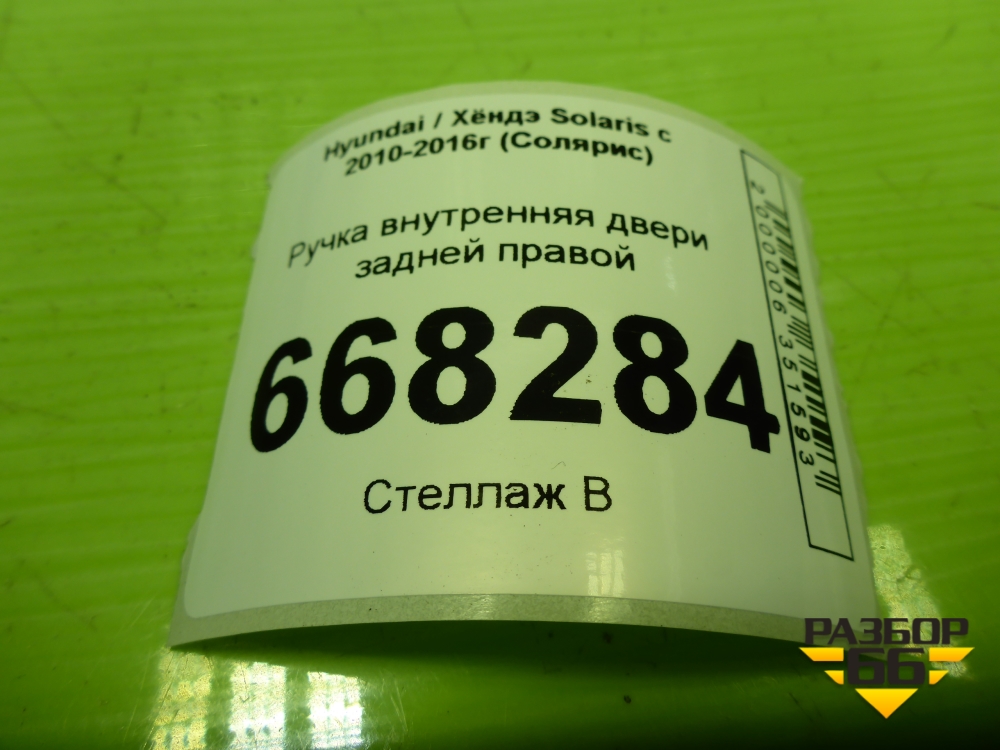 Hyundai / Хёндэ Solaris с
2010-2016г (Солярис)
Ручка внутренняя двери
задней правой
668284
Стеллаж В
2000006351593
РАЗБОР
66